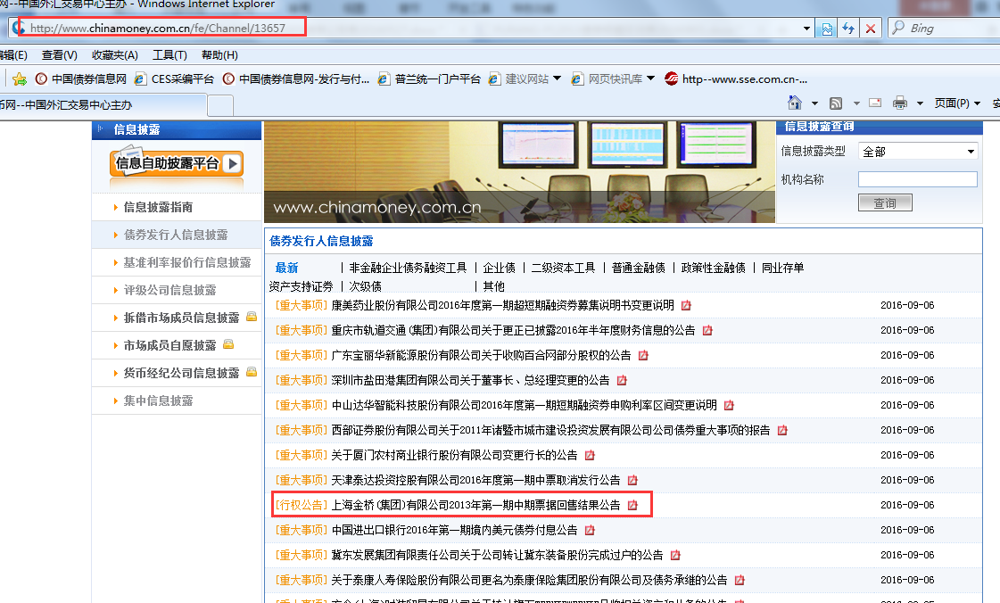 网--中国外汇交易中心主办 - Windows Internet Explorer
http://www.chinamoney.com.cn/fe/Channel/13657
Bing
编辑(E) 查看(V) 收藏夹(A) 工具(T) 帮助(H)
中国债券信息网 CES采编平台 中国债券信息网-发行与付... 普兰统一门户平台 建议网站 网页快讯库 http--www.sse.com.cn-...
币网--中国外汇交易中心主办
页面(P) 安
信息披露
信息自助披露平台
信息披露指南
债券发行人信息披露
基准利率报价行信息披露
评级公司信息披露
拆借市场成员信息披露
市场成员自愿披露
货币经纪公司信息披露
集中信息披露
www.chinamoney.com.cn
信息披露查询
信息披露类型 全部
机构名称
查询
债券发行人信息披露
最新 | 非金融企业债务融资工具 | 企业债 | 二级资本工具 | 普通金融债 | 政策性金融债 | 同业存单
资产支持证券 | 次级债 | 其他
[重大事项] 康美药业股份有限公司2016年度第一期超短期融资券募集说明书变更说明 2016-09-06
[重大事项] 重庆市轨道交通(集团)有限公司关于更正已披露2016年半年度财务信息的公告 2016-09-06
[重大事项] 广东宝丽华新能源股份有限公司关于收购百合网部分股权的公告 2016-09-06
[重大事项] 深圳市盐田港集团有限公司关于董事长、总经理变更的公告 2016-09-06
[重大事项] 中山达华智能科技股份有限公司2016年度第一期短期融资券申购利率区间变更说明 2016-09-06
[重大事项] 西部证券股份有限公司关于2011年诸暨市城市建设投资发展有限公司公司债券重大事项的报告 2016-09-06
[重大事项] 关于厦门农村商业银行股份有限公司变更行长的公告 2016-09-06
[重大事项] 天津泰达投资控股有限公司2016年度第一期中票取消发行公告 2016-09-06
[行权公告] 上海金桥(集团)有限公司2013年第一期中期票据回售结果公告 2016-09-06
[重大事项] 中国进出口银行2016年第一期境内美元债券付息公告 2016-09-06
[重大事项] 冀东发展集团有限责任公司关于公司转让冀东装备股份完成过户的公告 2016-09-06
[重大事项] 关于泰康人寿保险股份有限公司更名为泰康保险集团股份有限公司及债务承继的公告 2016-09-06